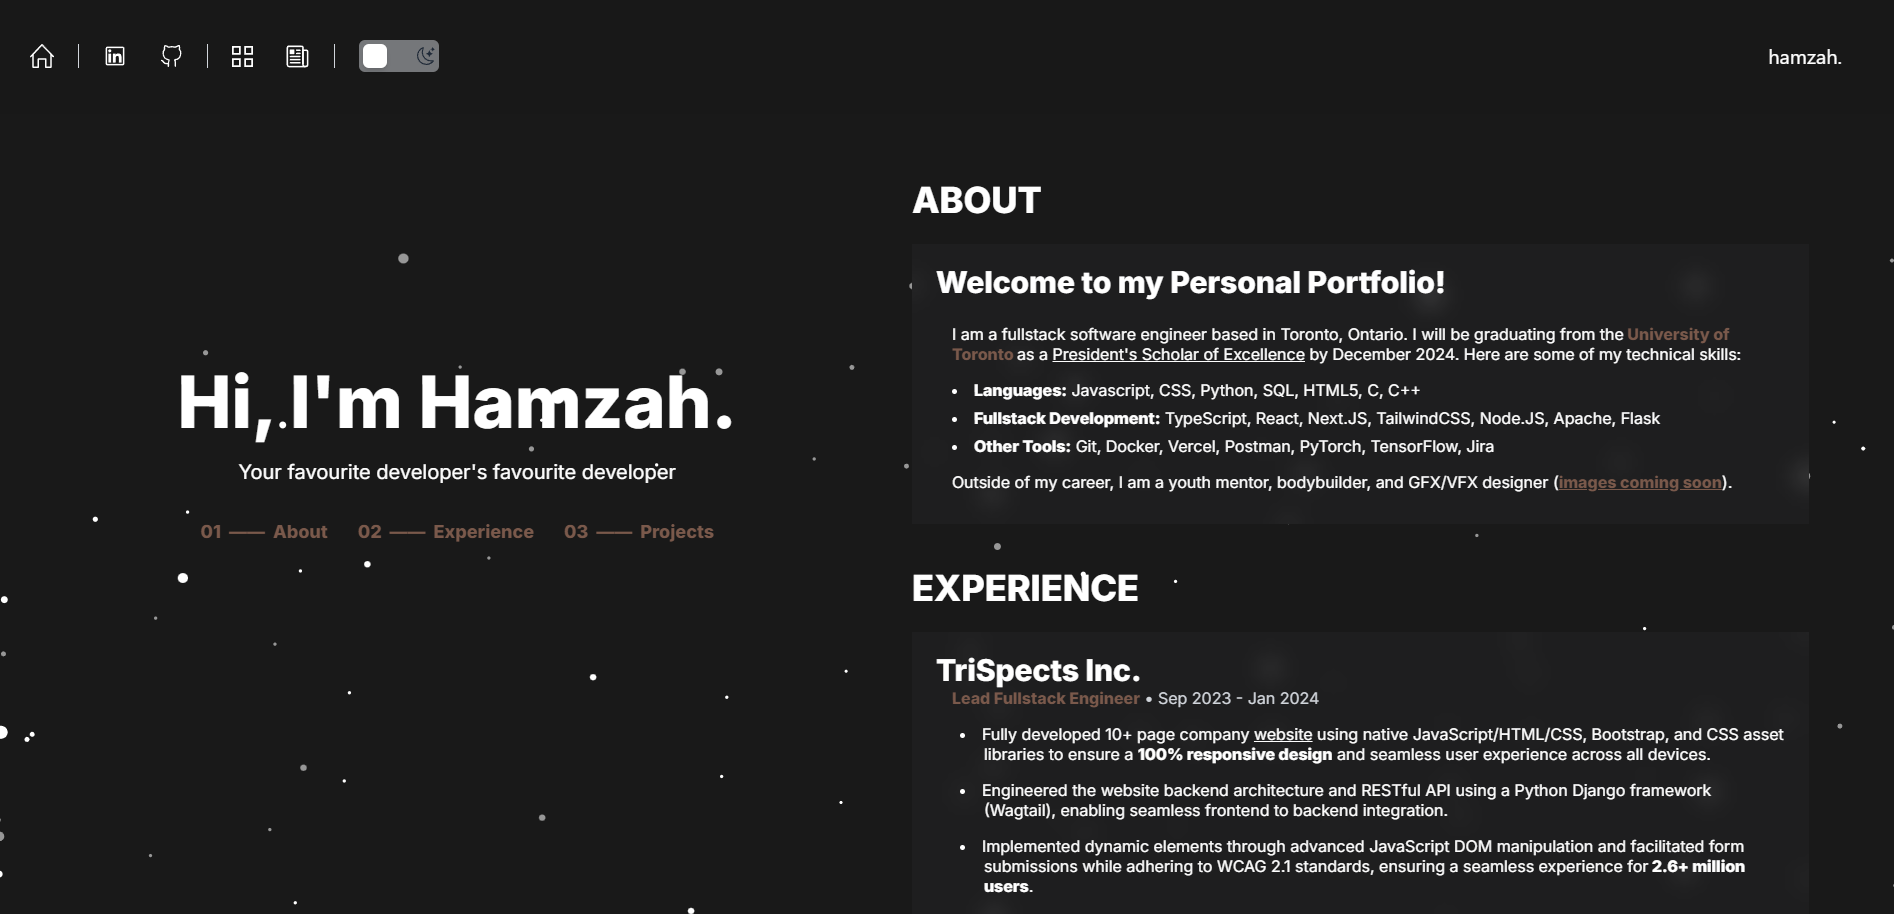 hamzah.
Hi, I'm Hamzah.
Your favourite developer's favourite developer
01 —— About 02 —— Experience 03 —— Projects
ABOUT
Welcome to my Personal Portfolio!
I am a fullstack software engineer based in Toronto, Ontario. I will be graduating from the University of
Toronto as a President's Scholar of Excellence by December 2024. Here are some of my technical skills:
• Languages: Javascript, CSS, Python, SQL, HTML5, C, C++
• Fullstack Development: TypeScript, React, Next.JS, TailwindCSS, Node.JS, Apache, Flask
• Other Tools: Git, Docker, Vercel, Postman, PyTorch, TensorFlow, Jira
Outside of my career, I am a youth mentor, bodybuilder, and GFX/VFX designer (images coming soon).
EXPERIENCE
TriSpects Inc.
Lead Fullstack Engineer • Sep 2023 - Jan 2024
• Fully developed 10+ page company website using native JavaScript/HTML/CSS, Bootstrap, and CSS asset
libraries to ensure a 100% responsive design and seamless user experience across all devices.
• Engineered the website backend architecture and RESTful API using a Python Django framework
(Wagtail), enabling seamless frontend to backend integration.
• Implemented dynamic elements through advanced JavaScript DOM manipulation and facilitated form
submissions while adhering to WCAG 2.1 standards, ensuring a seamless experience for 2.6+ million
users.